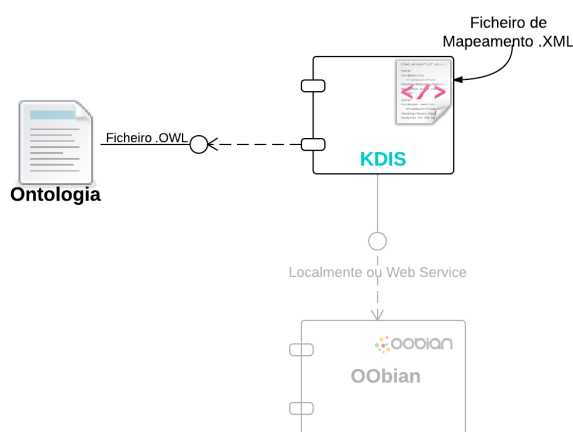 Ficheiro de
Mapeamento .XML
</>
Ficheiro .OWL
KDIS
Ontologia
Localmente ou Web Service
oobian
OObian